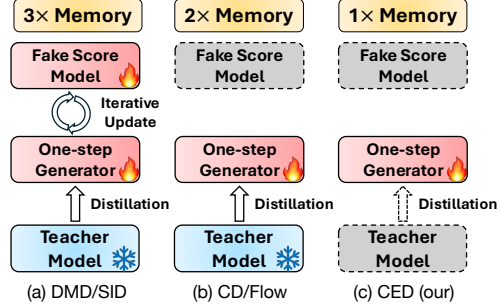 3× Memory
2× Memory
1× Memory
Fake Score
Model
Fake Score
Model
Fake Score
Model
Iterative
Update
One-step
Generator
One-step
Generator
One-step
Generator
Distillation
Distillation
Distillation
Teacher
Model
Teacher
Model
Teacher
Model
(a) DMD/SID
(b) CD/Flow
(c) CED (our)